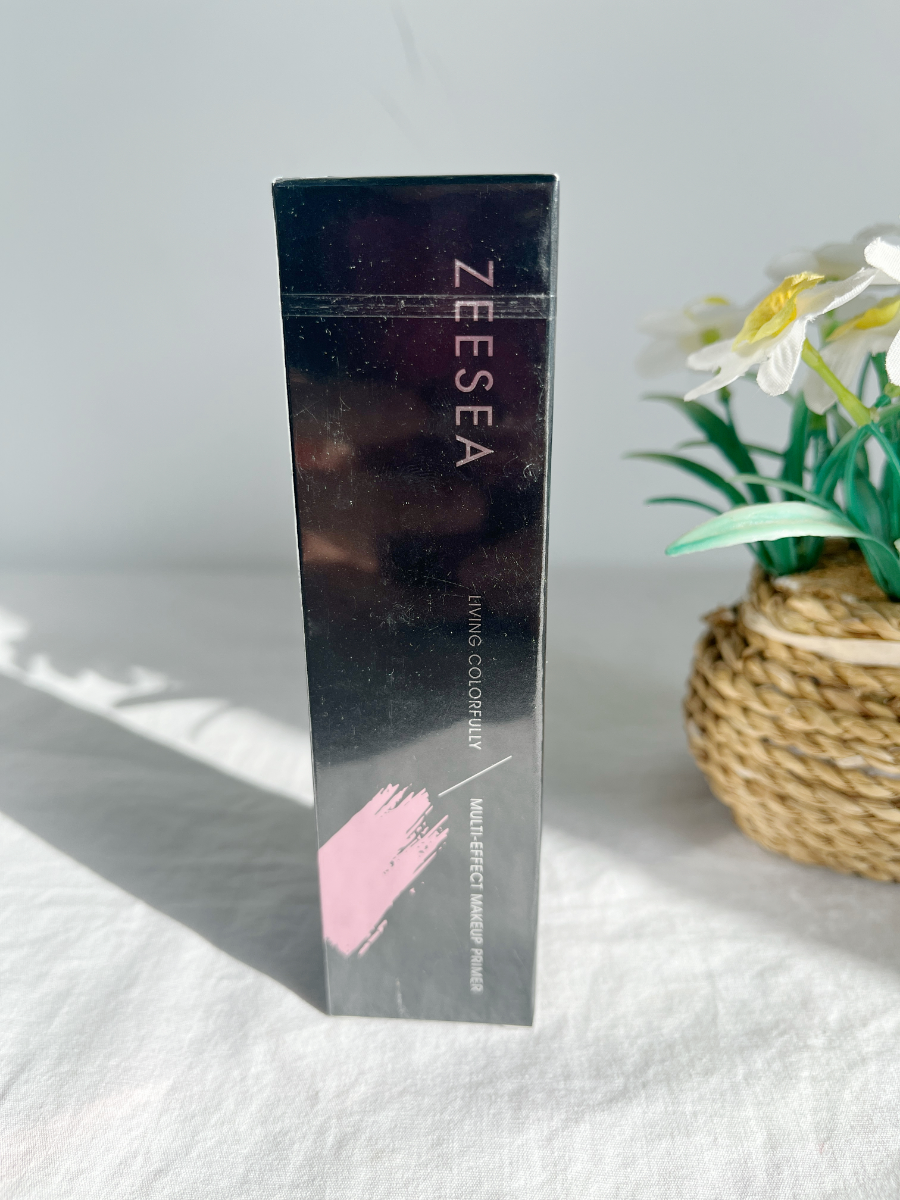 ZEESEA
LIVING COLORFULLY
MULTI-EFFECT MAKEUP PRIMER